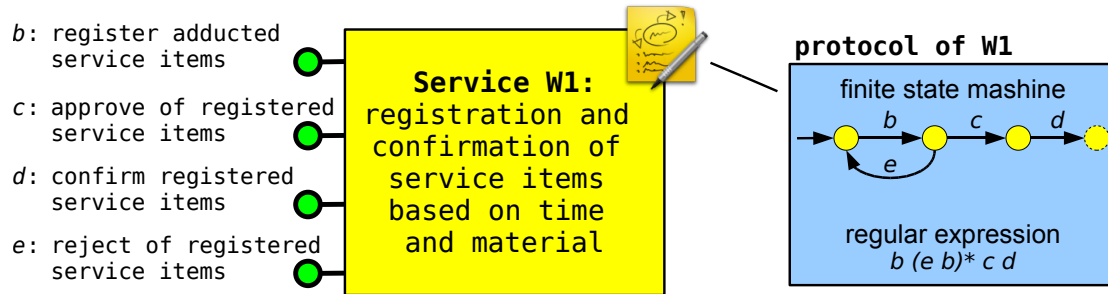 b: register adducted
service items
c: approve of registered
service items
d: confirm registered
service items
e: reject of registered
service items
Service W1:
registration and
confirmation of
service items
based on time
and material
protocol of W1
finite state mashine
b
c
d
e
regular expression
b (e b)* c d